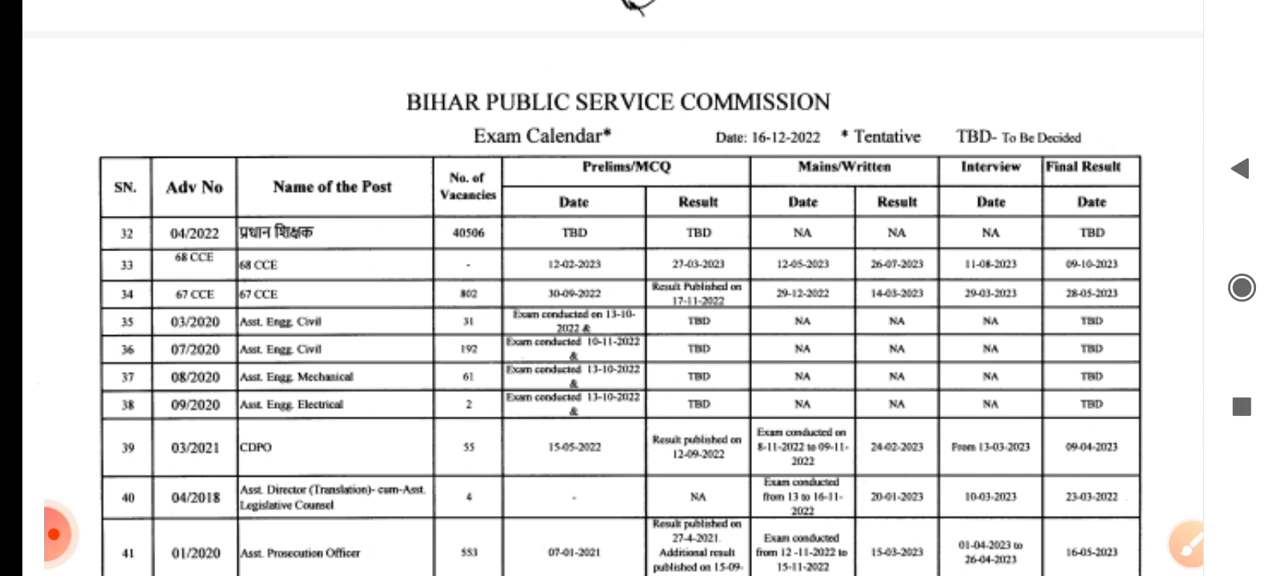 BIHAR PUBLIC SERVICE COMMISSION
Exam Calendar* Date: 16-12-2022 * Tentative TBD- To Be Decided
SN. Adv No Name of the Post No. of Vacancies Prelims/MCQ Mains/Written Interview Final Result
Date Result Date Result Date Date
32 04/2022 प्रधान शिक्षक 40506 TBD TBD NA NA NA TBD
33 68 CCE 68 CCE - 12-02-2023 27-03-2023 12-05-2023 26-07-2023 11-08-2023 09-10-2023
34 67 CCE 67 CCE 802 30-09-2022 Result Published on 17-11-2022 29-12-2022 14-03-2023 29-03-2023 28-05-2023
35 03/2020 Asst. Engg. Civil 31 Exam conducted on 13-10-2022 & TBD NA NA NA TBD
36 07/2020 Asst. Engg. Civil 192 Exam conducted 10-11-2022 & TBD NA NA NA TBD
37 08/2020 Asst. Engg. Mechanical 61 Exam conducted 13-10-2022 & TBD NA NA NA TBD
38 09/2020 Asst. Engg. Electrical 2 Exam conducted 13-10-2022 & TBD NA NA NA TBD
39 03/2021 CDPO 55 15-05-2022 Result published on 12-09-2022 Exam conducted on 8-11-2022 to 09-11-2022 24-02-2023 From 13-03-2023 09-04-2023
40 04/2018 Asst. Director (Translation)- cum-Asst. Legislative Counsel 4 - NA Exam conducted from 13 to 16-11-2022 20-01-2023 10-03-2023 23-03-2022
41 01/2020 Asst. Prosecution Officer 553 07-01-2021 Result published on 27-4-2021. Additional result published on 15-09- Exam conducted from 12 -11-2022 to 15-11-2022 15-03-2023 01-04-2023 to 26-04-2023 16-05-2023